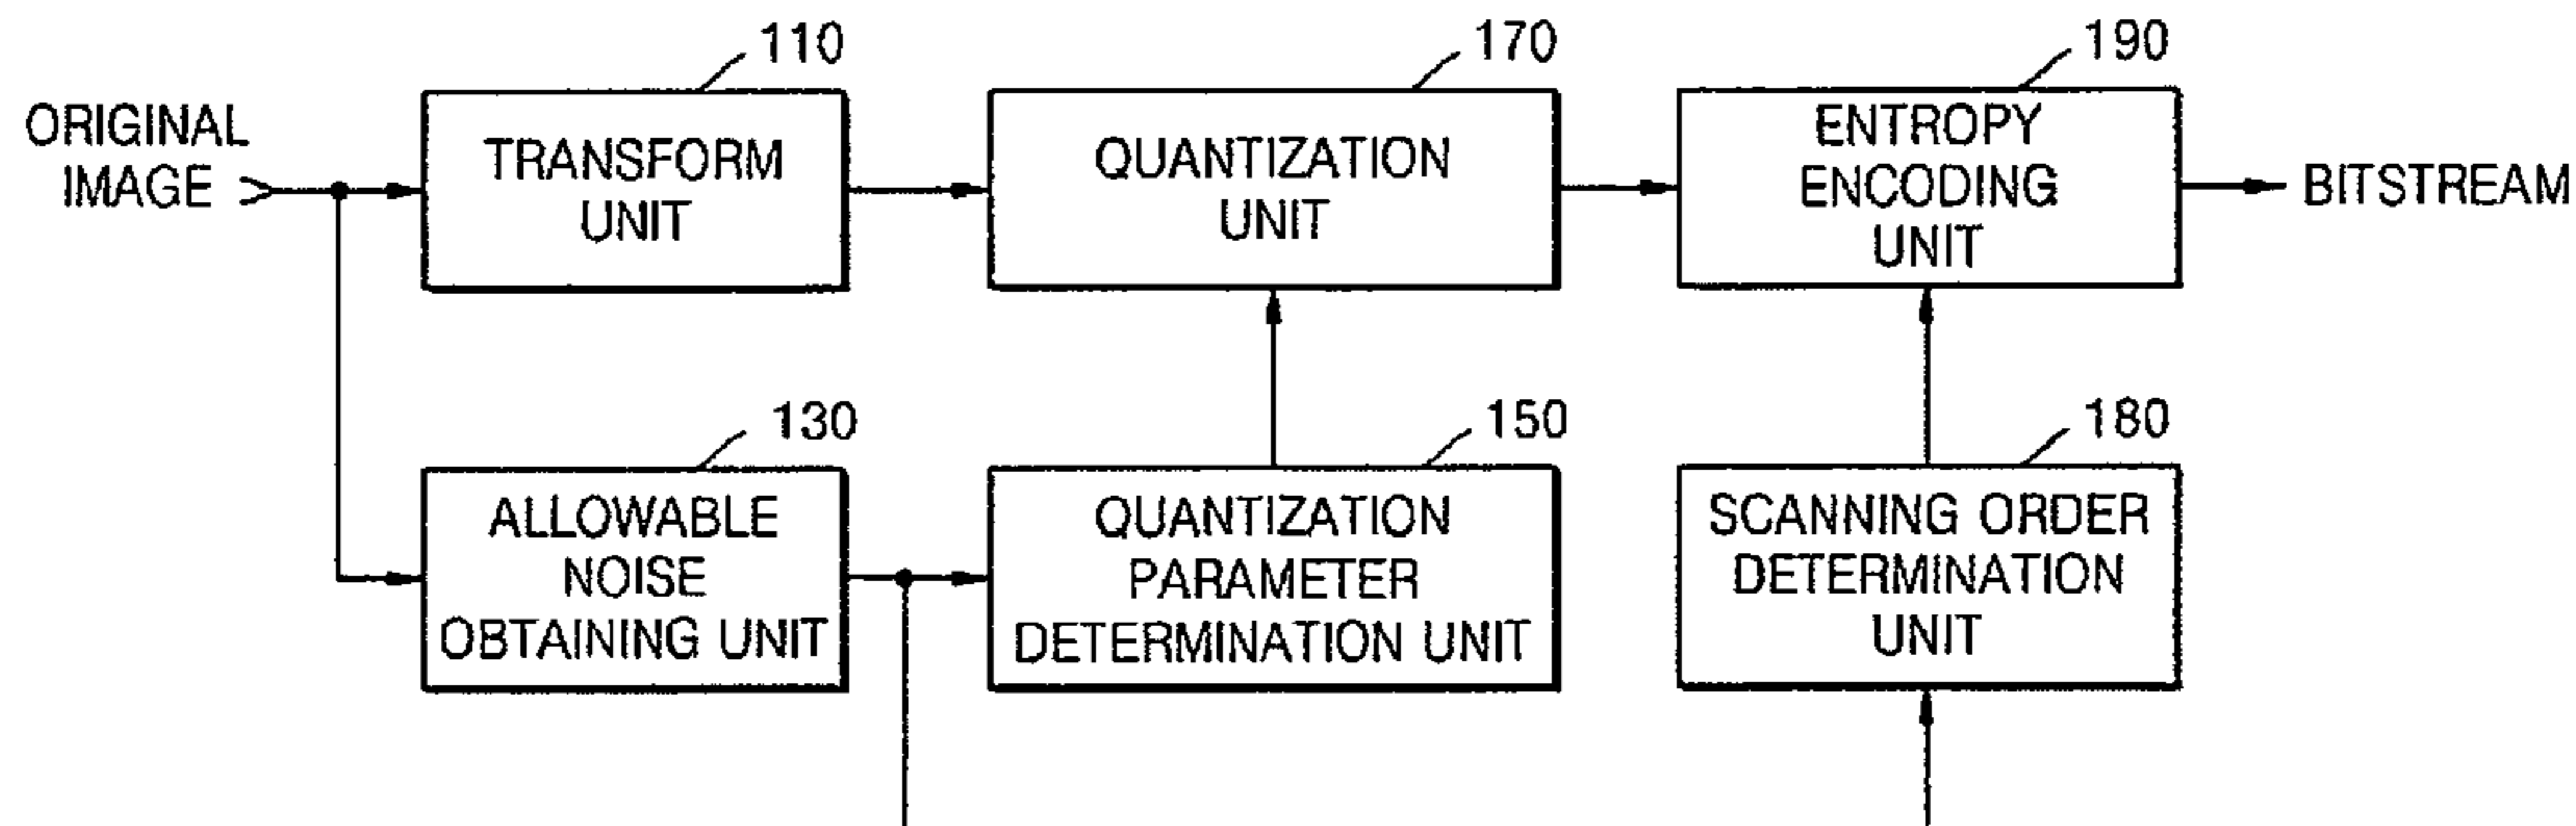 110
170
190
ORIGINAL
IMAGE
TRANSFORM
UNIT
QUANTIZATION
UNIT
ENTROPY
ENCODING
UNIT
BITSTREAM
130
150
180
ALLOWABLE
NOISE
OBTAINING UNIT
QUANTIZATION
PARAMETER
DETERMINATION UNIT
SCANNING ORDER
DETERMINATION
UNIT